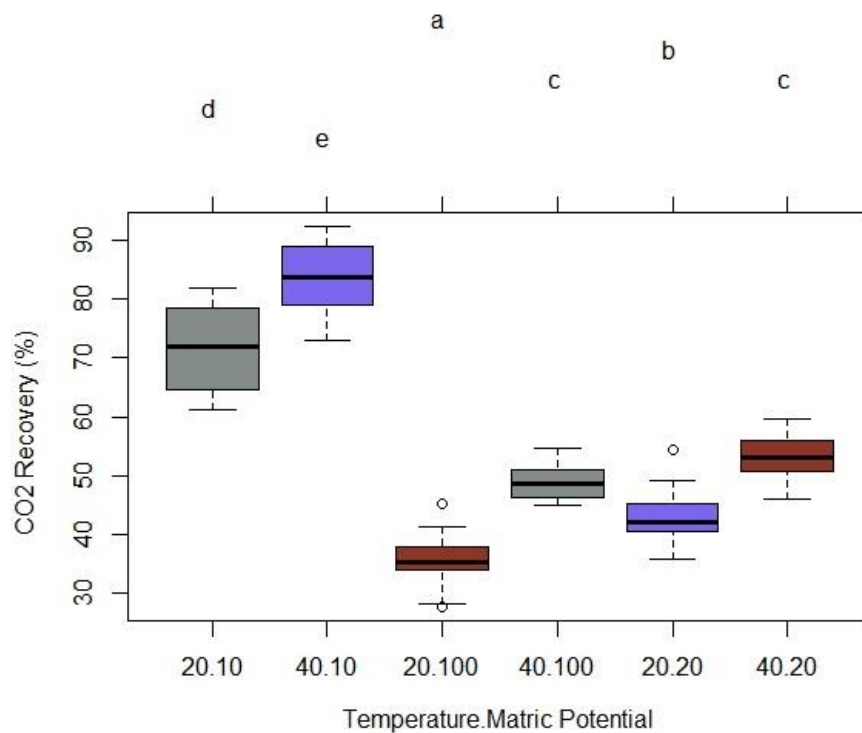 a
b
c
c
d
e
CO2 Recovery (%)
90
80
70
60
50
40
30
20.10 40.10 20.100 40.100 20.20 40.20
Temperature.Matric Potential